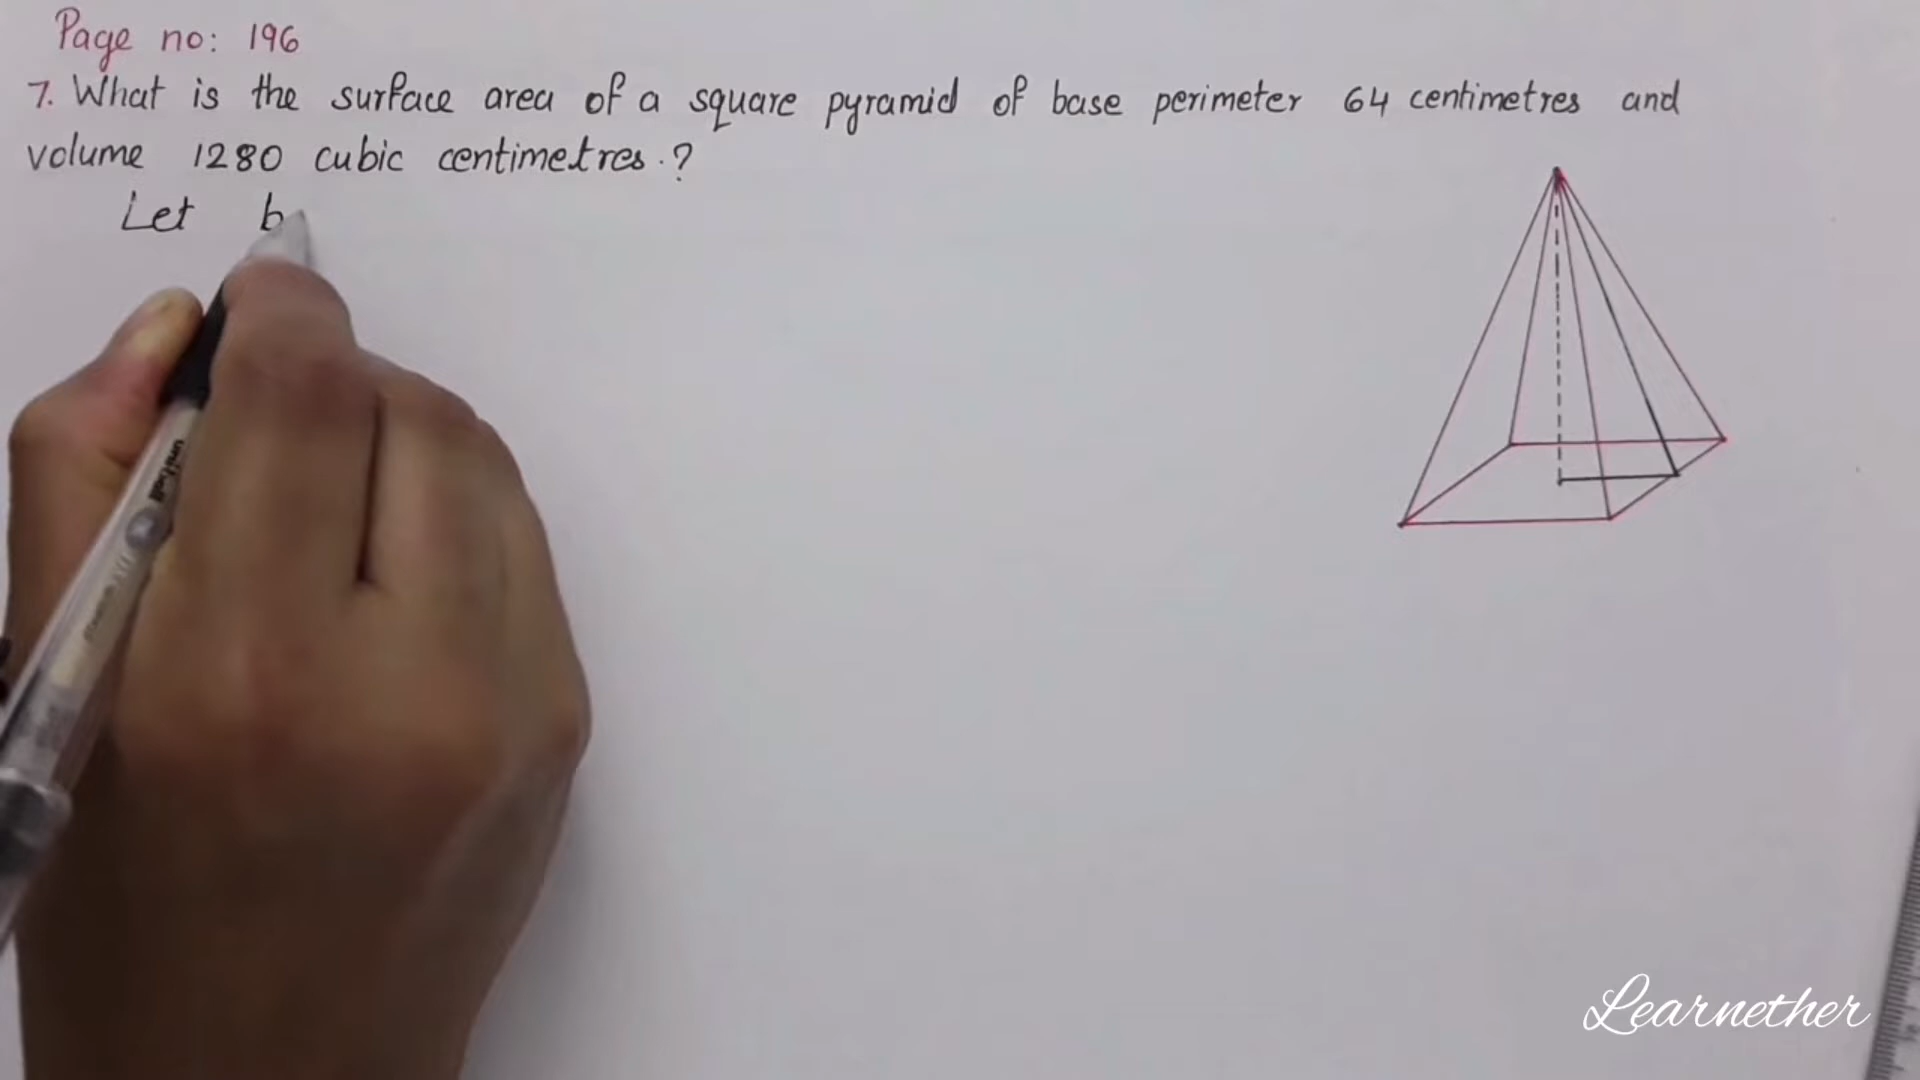 Page no: 196
7. What is the surface area of a square pyramid of base perimeter 64 centimetres and
volume 1280 cubic centimetres.?
Let b
uniball
Learnether